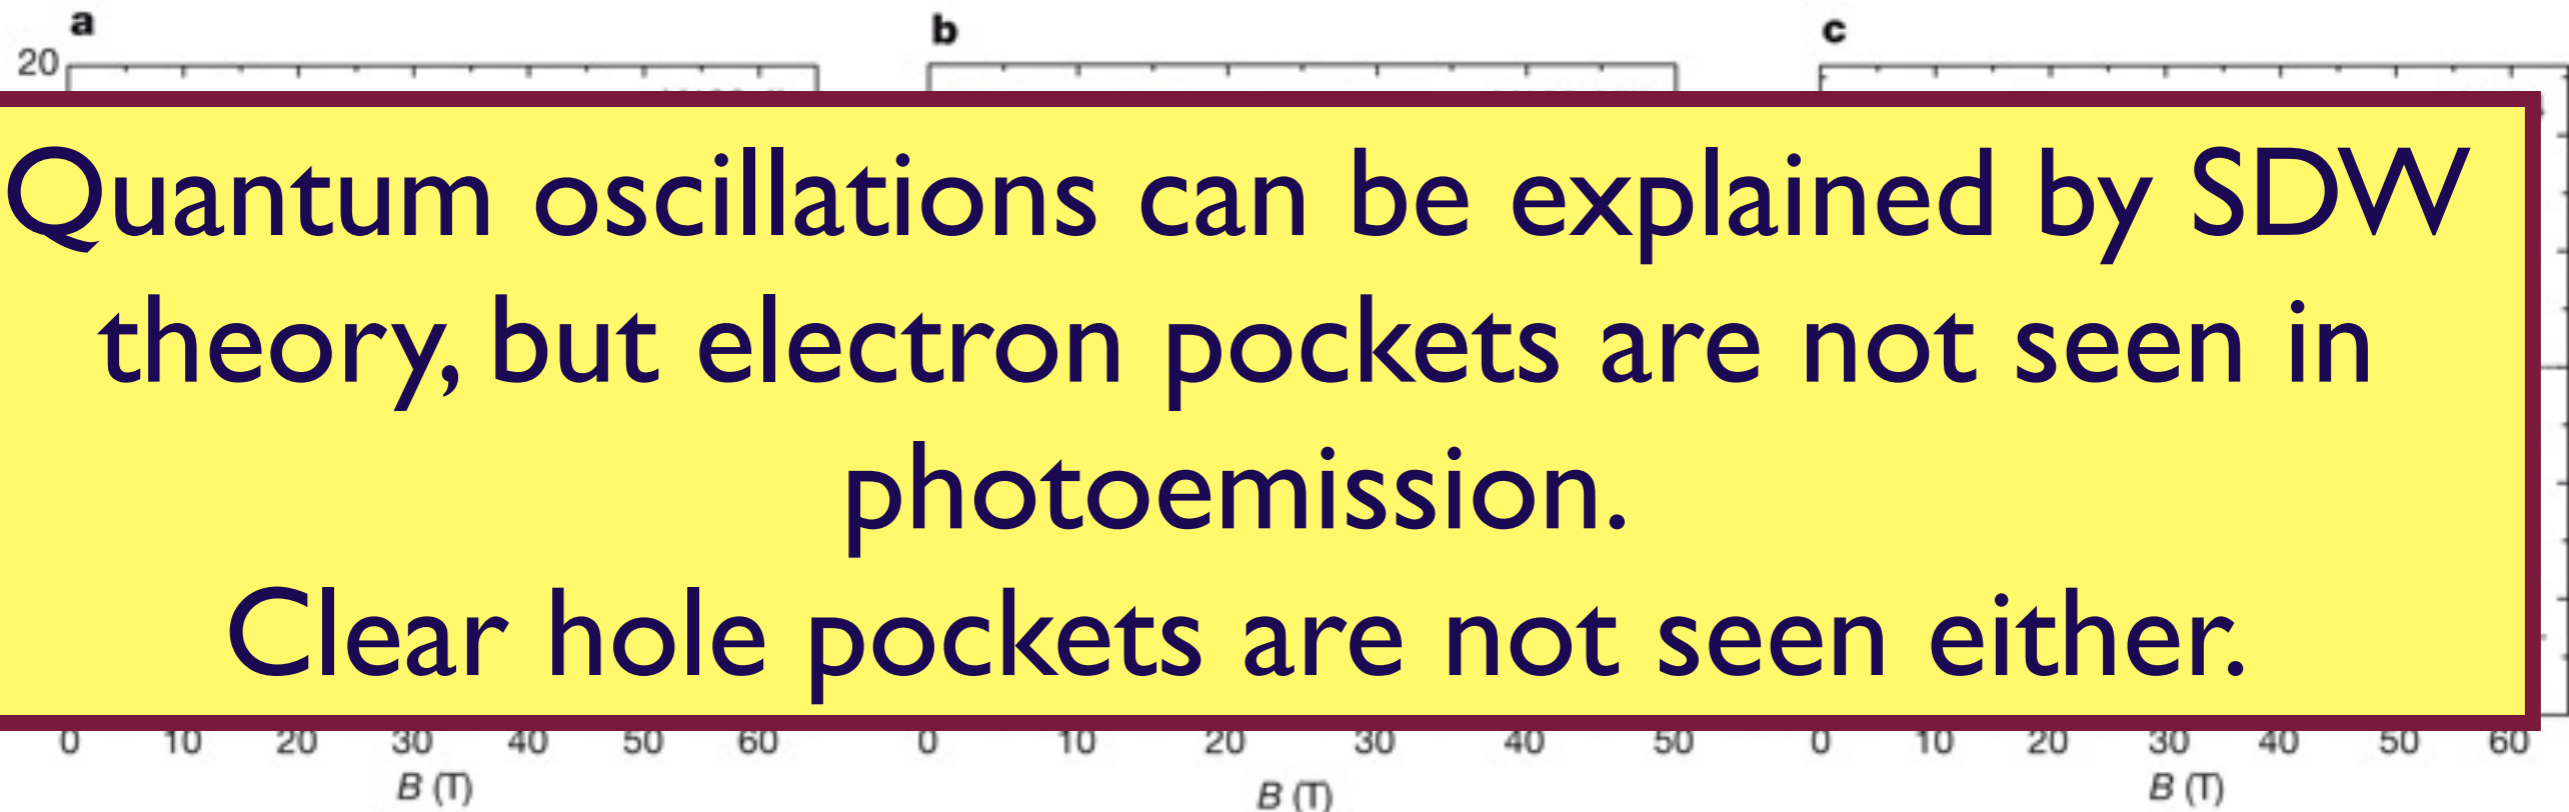 a b c
20
Quantum oscillations can be explained by SDW
theory, but electron pockets are not seen in
photoemission.
Clear hole pockets are not seen either.
0 10 20 30 40 50 60 0 10 20 30 40 50 0 10 20 30 40 50 60
B (T) B (T) B (T)